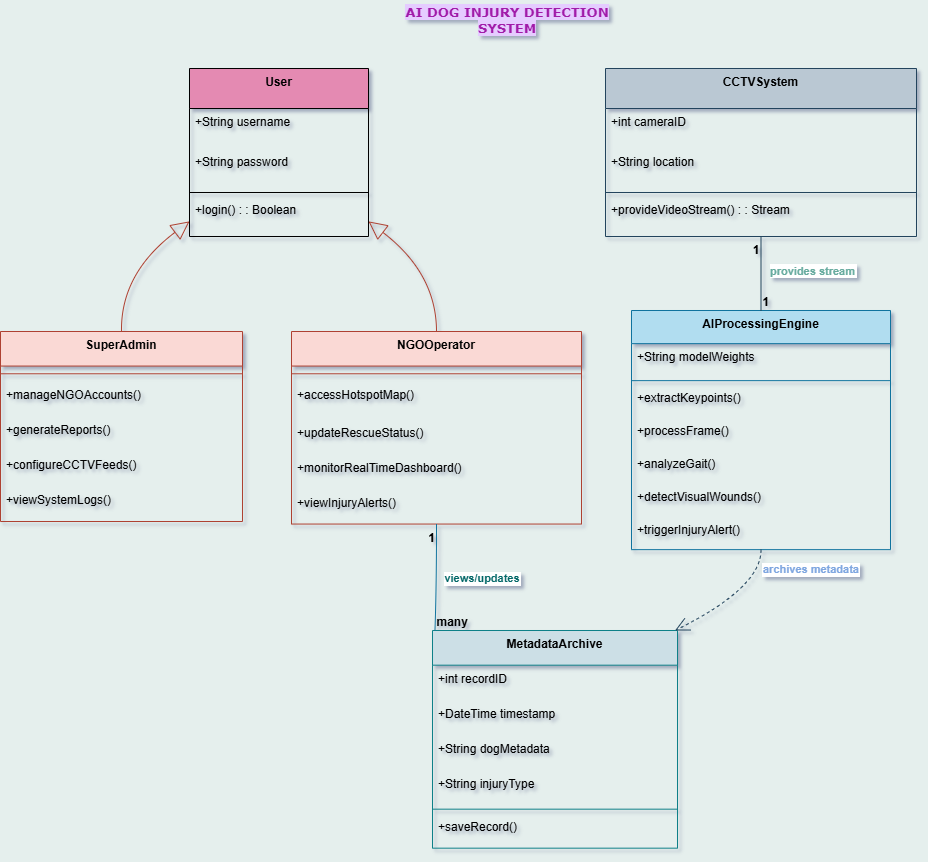 AI DOG INJURY DETECTION
SYSTEM
User
+String username
+String password
+login() : : Boolean
CCTVSystem
+int cameraID
+String location
+provideVideoStream() : : Stream
1
provides stream
1
SuperAdmin
+manageNGOAccounts()
+generateReports()
+configureCCTVFeeds()
+viewSystemLogs()
NGOOperator
+accessHotspotMap()
+updateRescueStatus()
+monitorRealTimeDashboard()
+viewInjuryAlerts()
AIProcessingEngine
+String modelWeights
+extractKeypoints()
+processFrame()
+analyzeGait()
+detectVisualWounds()
+triggerInjuryAlert()
1
views/updates
many
archives metadata
MetadataArchive
+int recordID
+DateTime timestamp
+String dogMetadata
+String injuryType
+saveRecord()